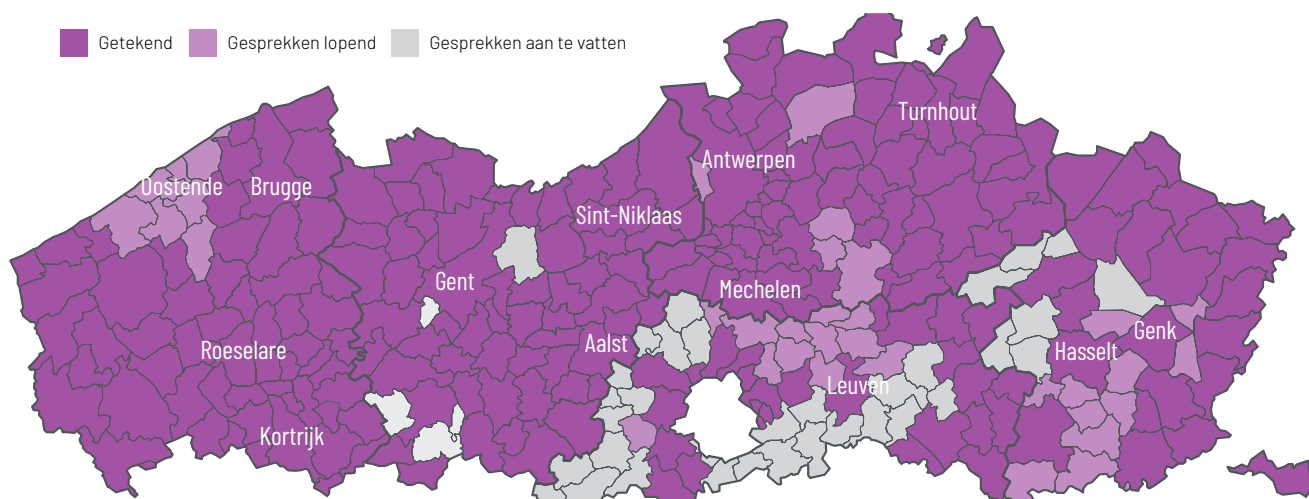 Getekend Gesprekken lopend Gesprekken aan te vatten
Turnhout
Antwerpen
Oostende Brugge
Sint-Niklaas
Gent
Mechelen
Genk
Aalst
Roeselare
Hasselt
Leuven
Kortrijk